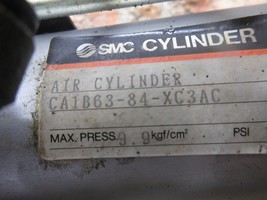 SMC CYLINDER
AIR CYLINDER
CA1B63-84-XC3AC
MAX. PRESS. 9.9 kgf/cm² PSI